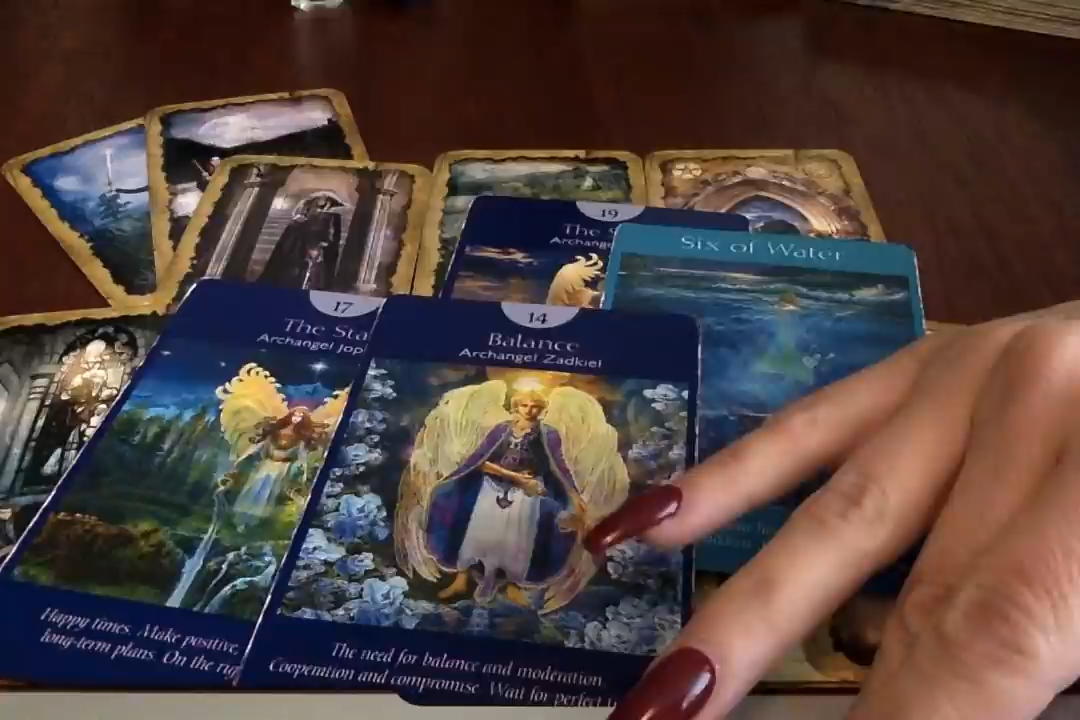 19
The S
Archange
Six of Water
17
The Sta
Archangel Jop
14
Balance
Archangel Zadkiel
Happy times. Make positive,
long-term plans. On the rig
The need for balance and moderation.
Cooperation and compromise. Wait for perfect